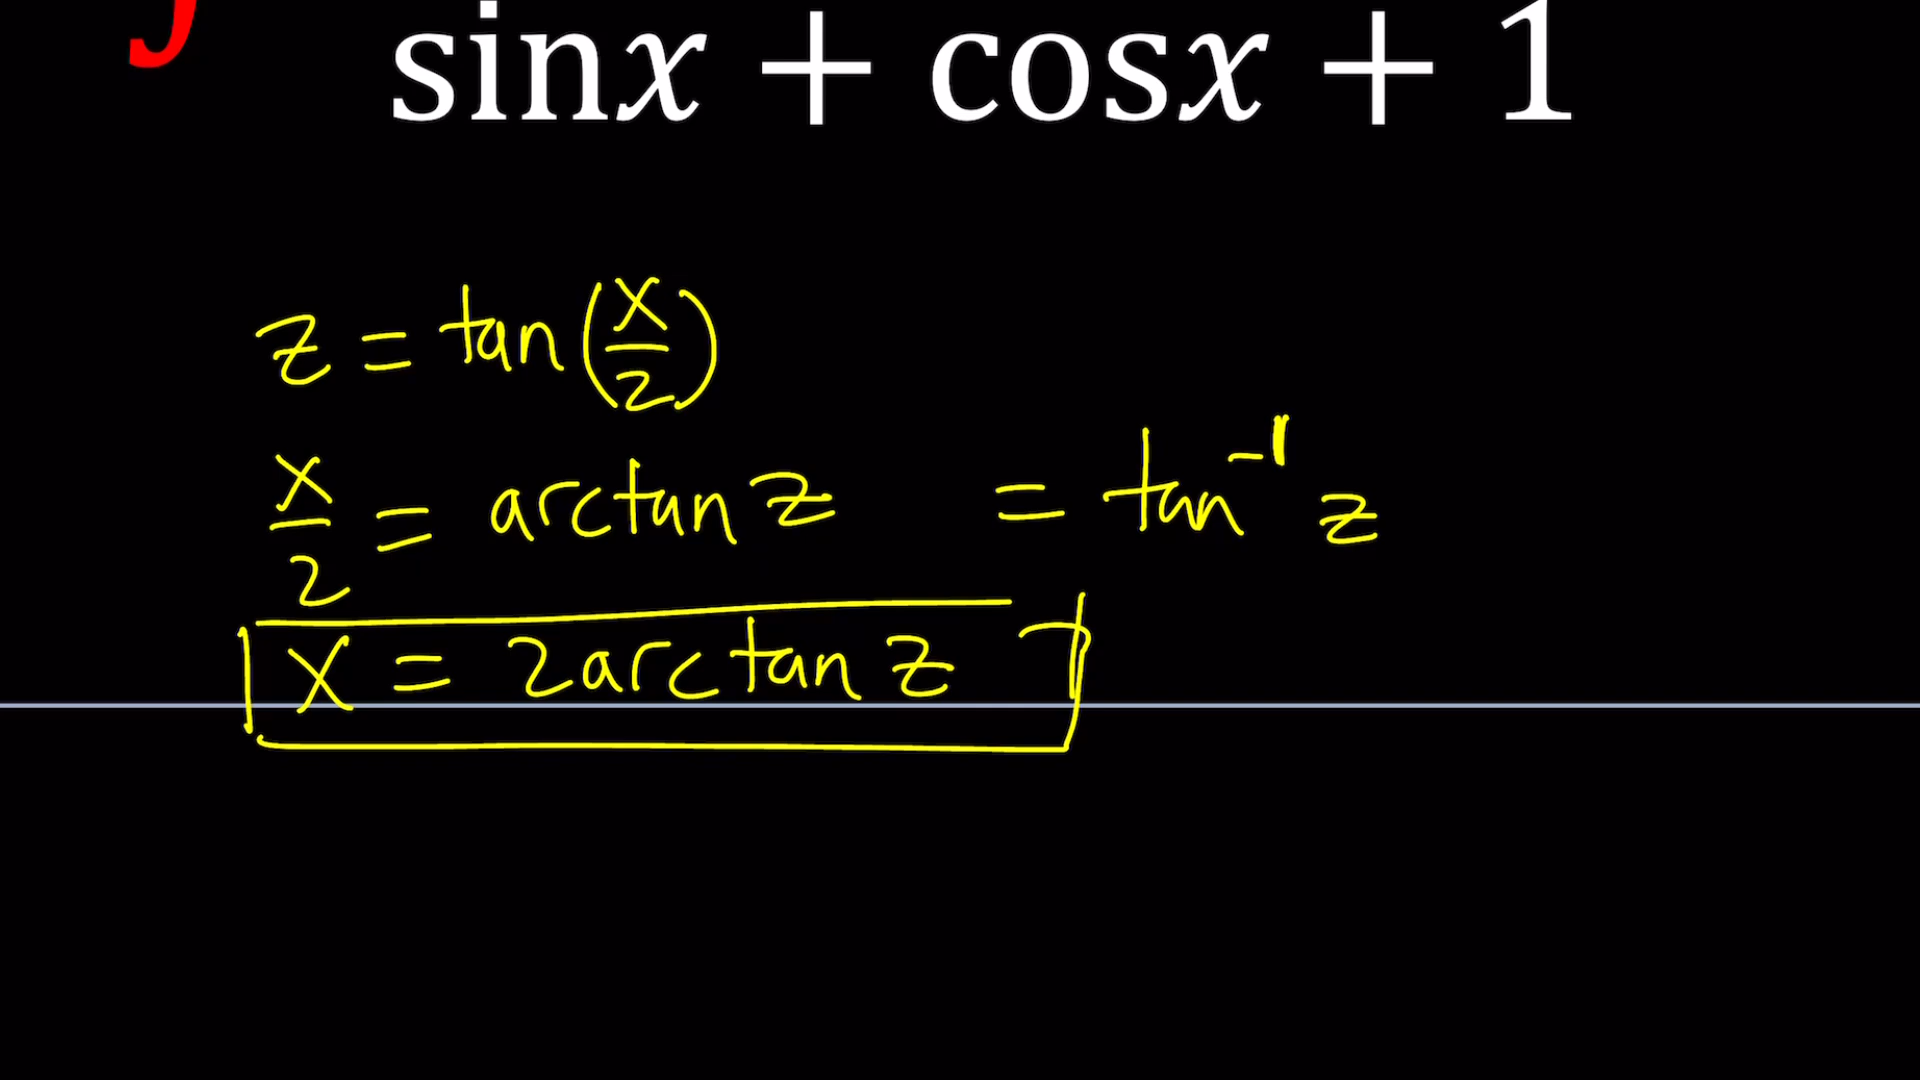 ∫ sinx + cosx + 1
z = tan(x/2)
x/2 = arctan z = tan⁻¹ z
x = 2arctan z